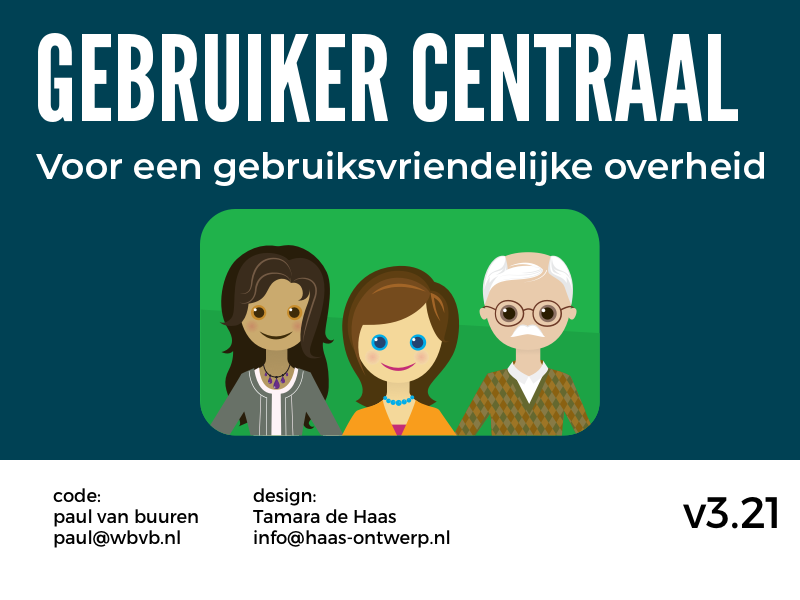 GEBRUIKER CENTRAAL
Voor een gebruiksvriendelijke overheid
code:
paul van buuren
paul@wbvb.nl
design:
Tamara de Haas
info@haas-ontwerp.nl
v3.21